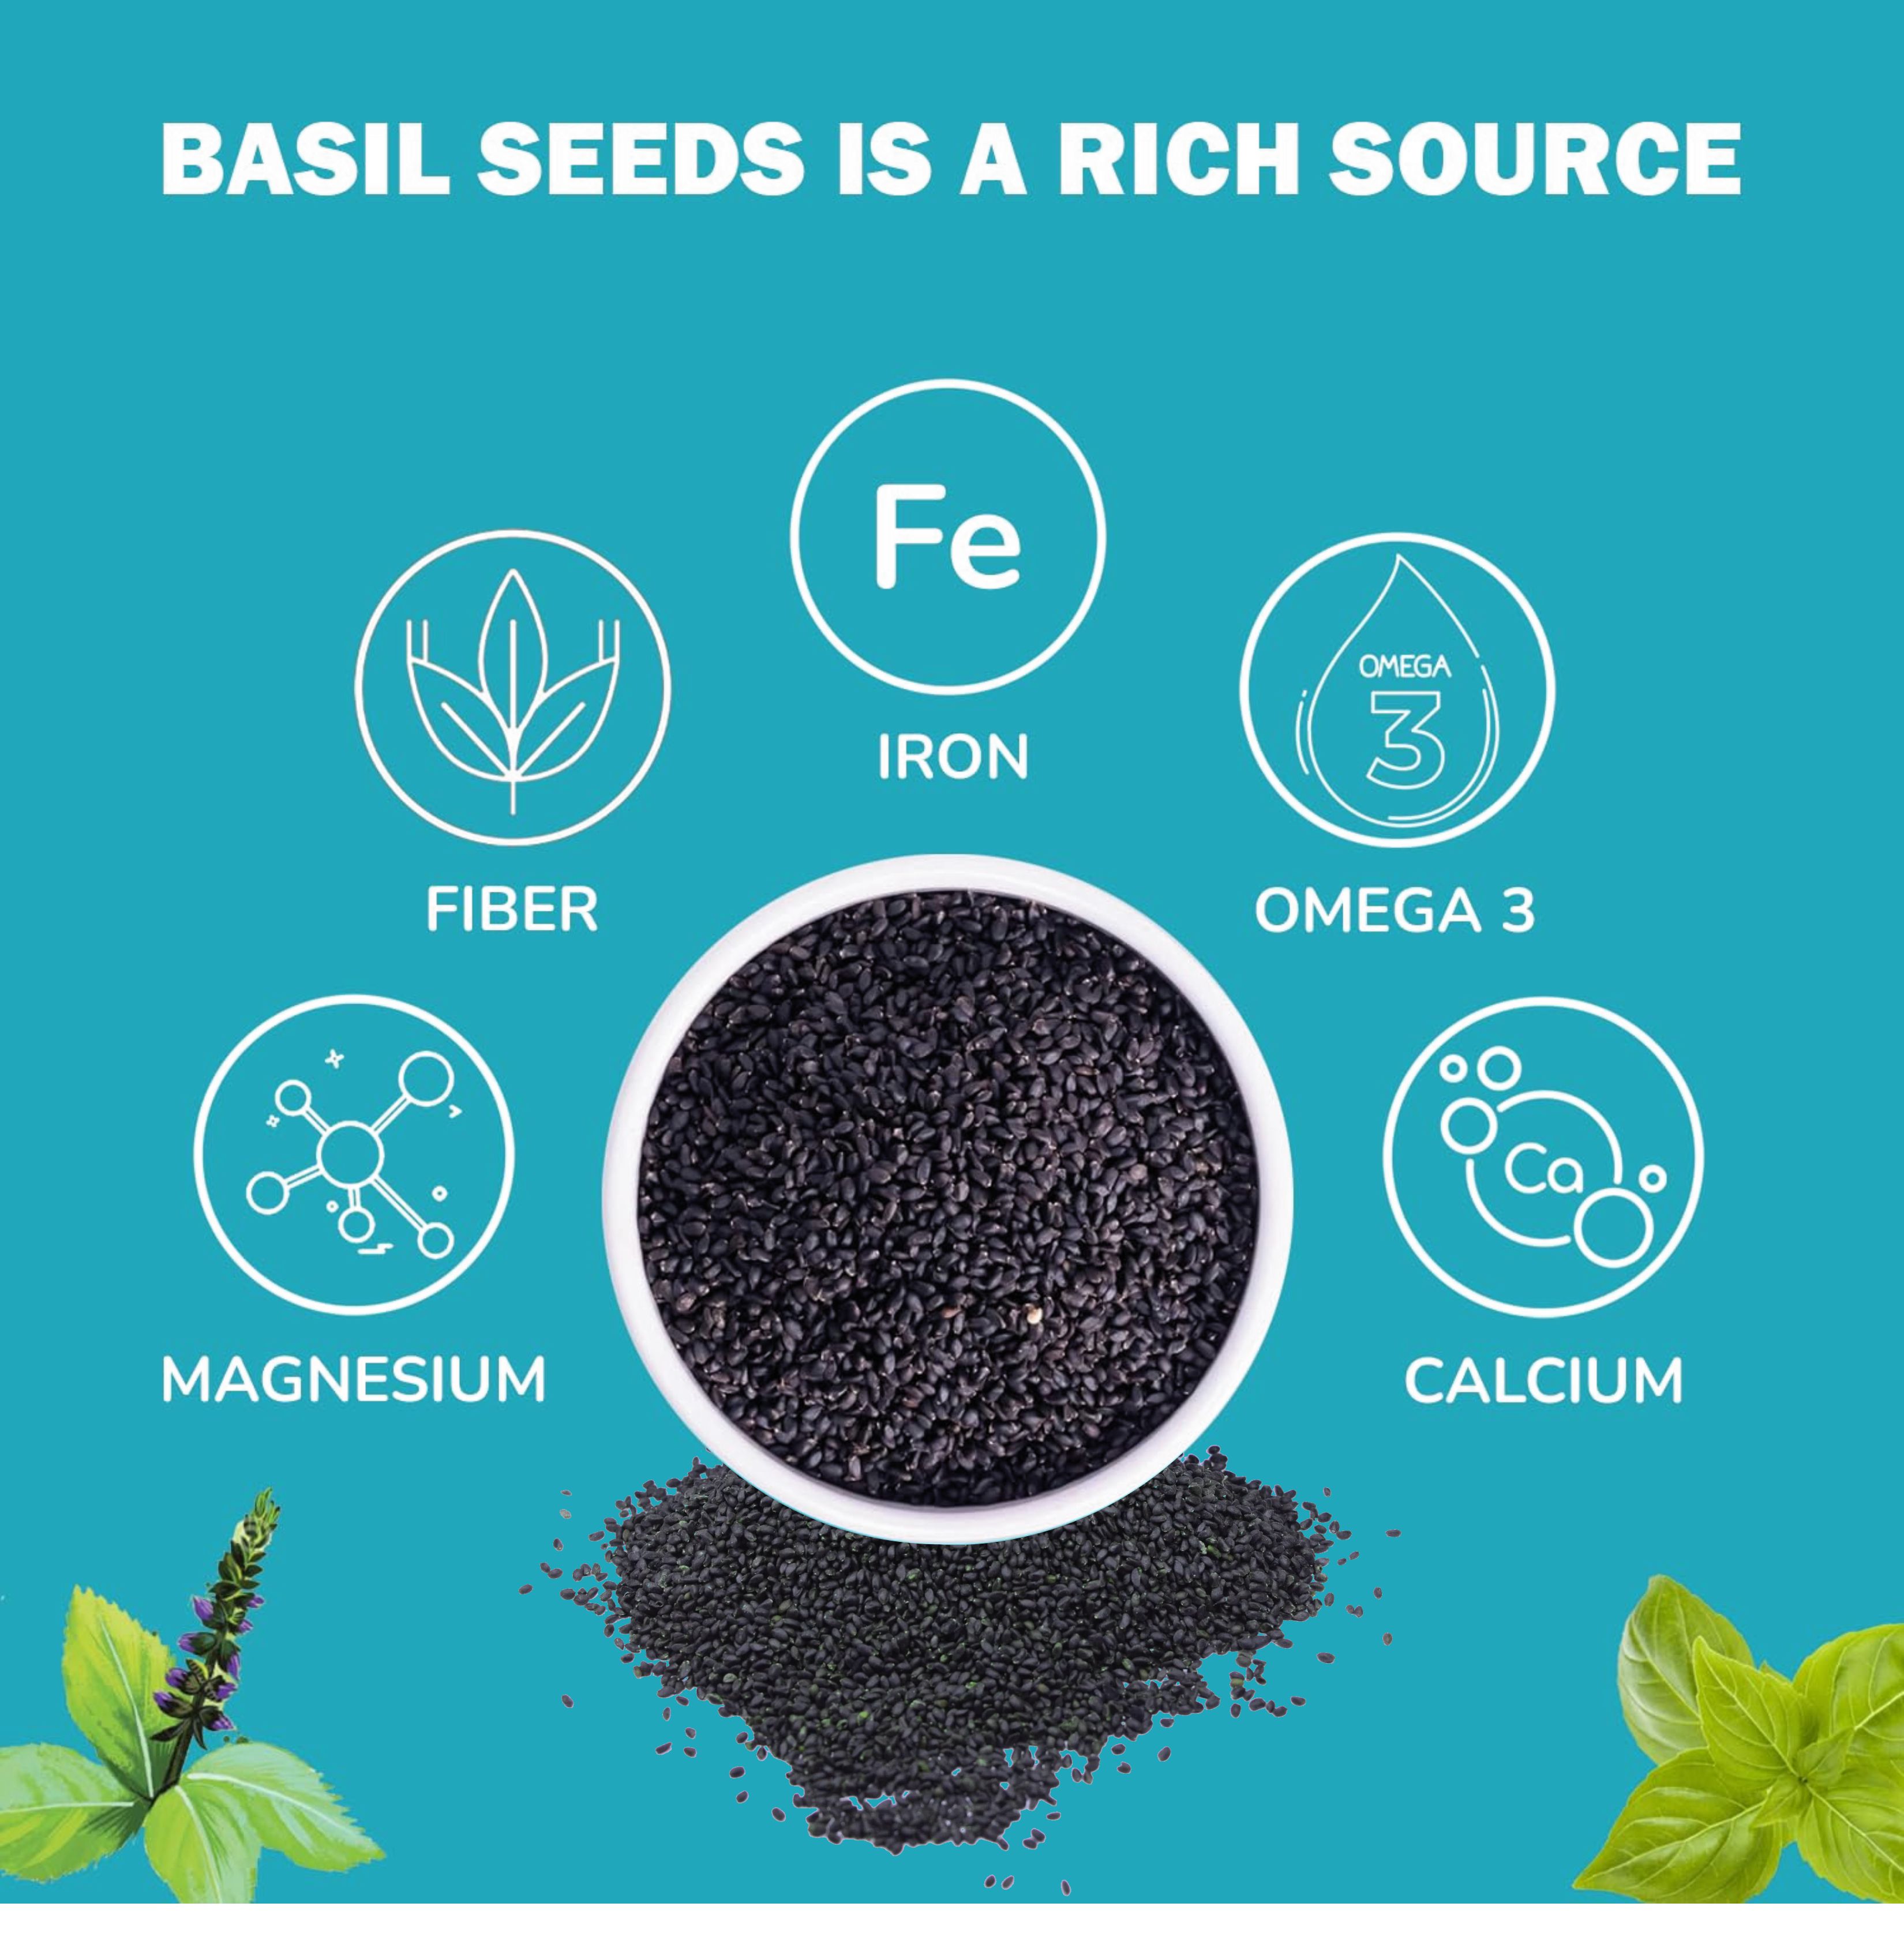 BASIL SEEDS IS A RICH SOURCE
Fe
IRON
OMEGA
3
FIBER
OMEGA 3
Ca
MAGNESIUM
CALCIUM